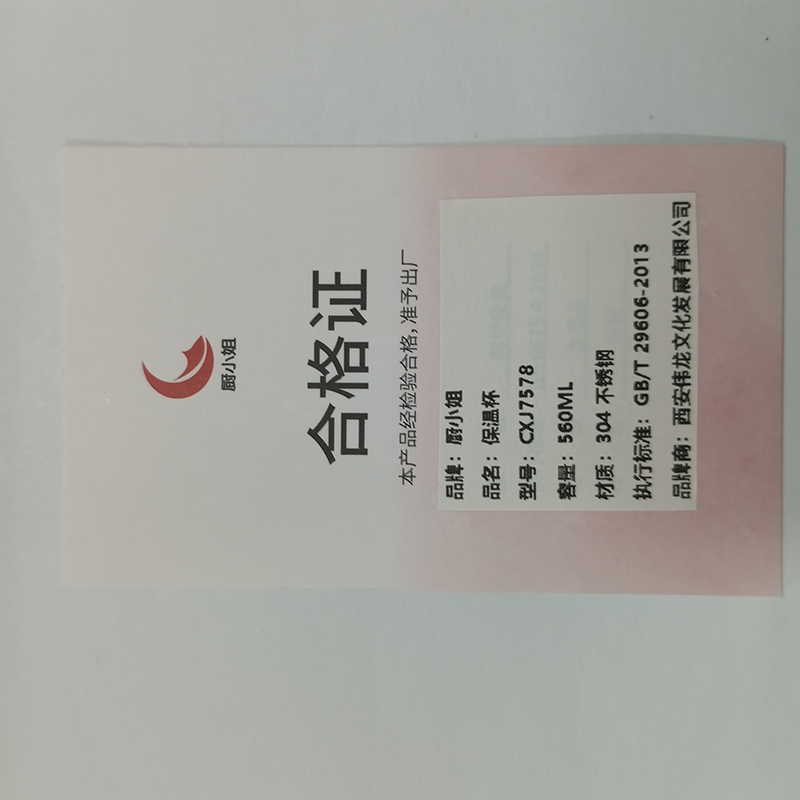 厨小姐
合格证
本产品经检验合格,准予出厂
品牌：厨小姐
品名：保温杯
型号：CXJ7578
容量：560ML
材质：304 不锈钢
执行标准：GB/T 29606-2013
品牌商：西安伟龙文化发展有限公司